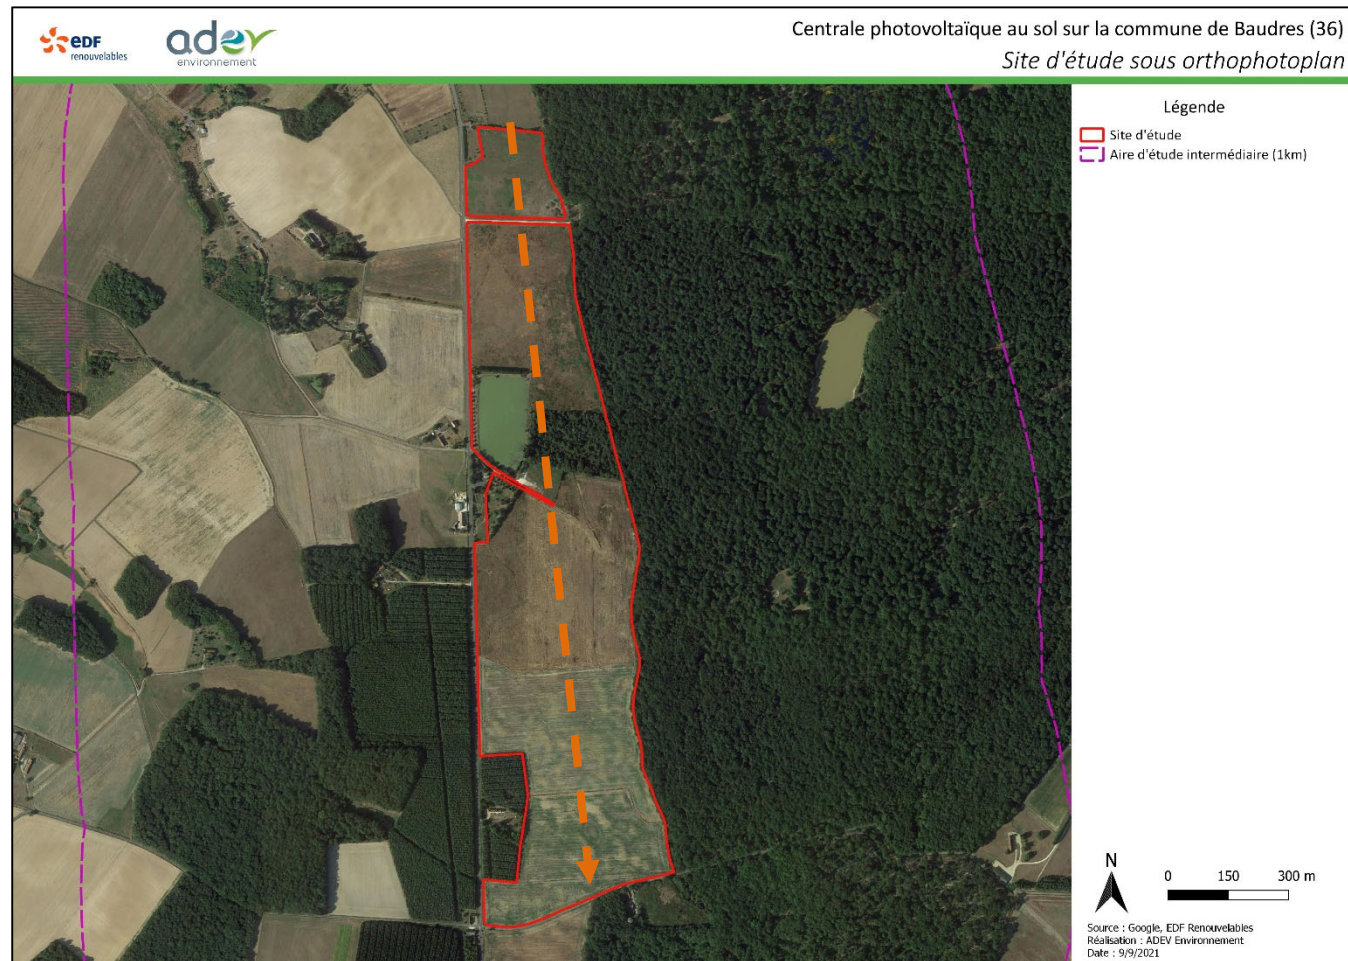 EDF
renouvelables
adev
environnement
Centrale photovoltaïque au sol sur la commune de Baudres (36)
Site d'étude sous orthophotoplan
Légende
Site d'étude
Aire d'étude intermédiaire (1km)
N
0 150 300 m
Source : Google, EDF Renouvelables
Réalisation : ADEV Environnement
Date : 9/9/2021